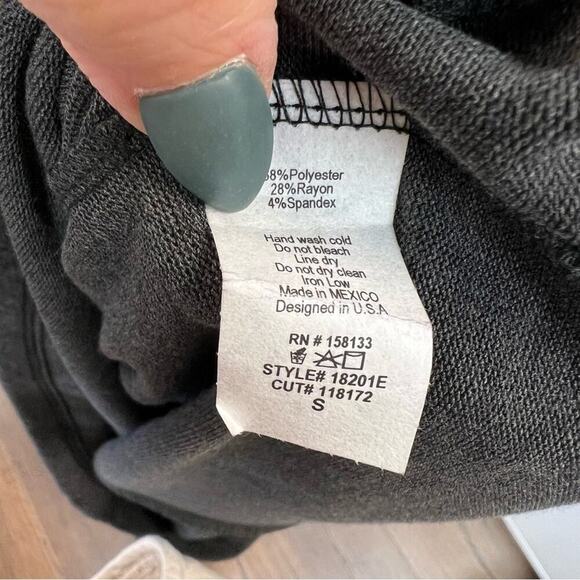 8%Polyester
28%Rayon
4%Spandex
Hand wash cold
Do not bleach
Line dry
Do not dry clean
Iron Low
Made in MEXICO
Designed in U.S.A
RN # 158133
STYLE# 18201E
CUT# 118172
S